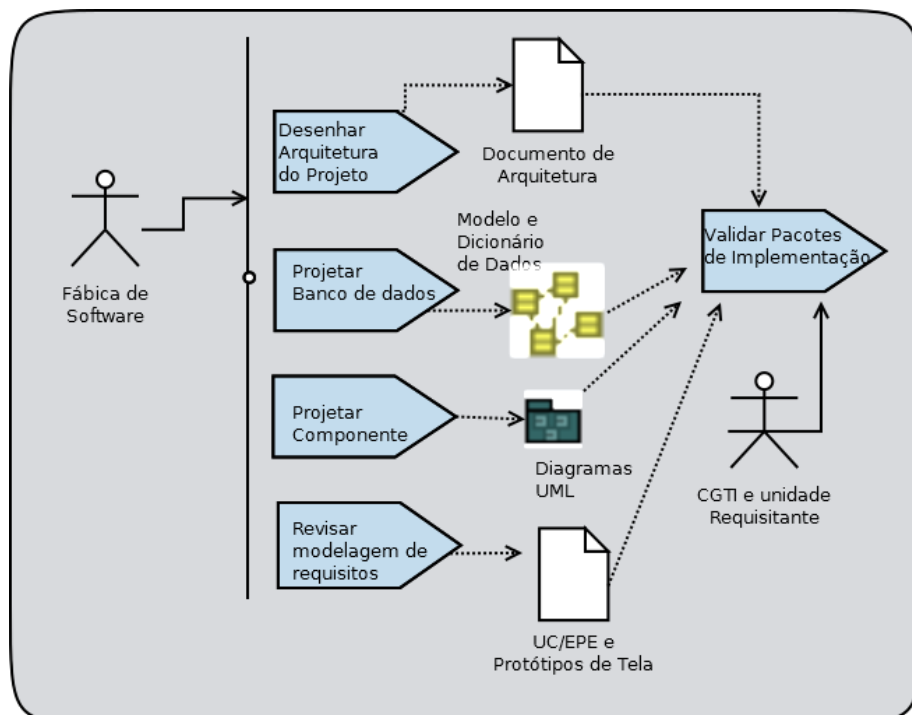 Desenhar
Arquitetura
do Projeto
Documento de
Arquitetura
Fábica de
Software
Modelo e
Dicionário
de Dados
Projetar
Banco de dados
Validar Pacotes
de Implementação
Projetar
Componente
Diagramas
UML
CGTI e unidade
Requisitante
Revisar
modelagem de
requisitos
UC/EPE e
Protótipos de Tela